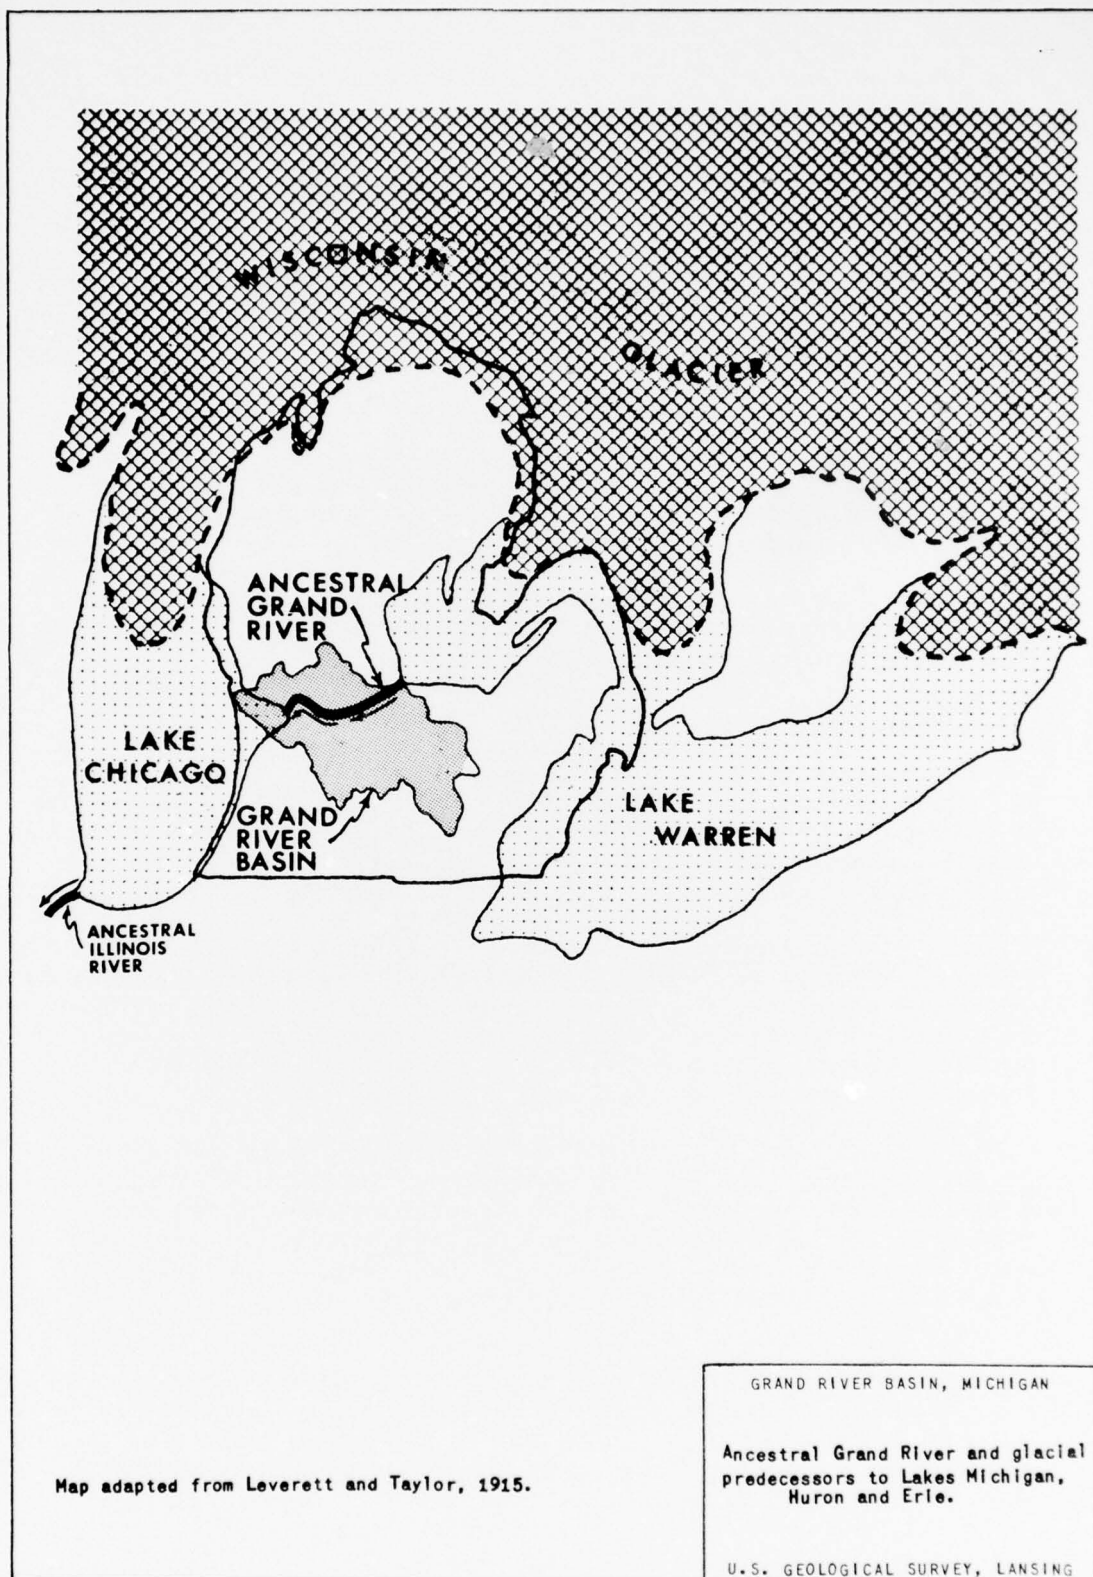 WISCONSIN
GLACIER
ANCESTRAL
GRAND
RIVER
LAKE
CHICAGO
GRAND
RIVER
BASIN
LAKE
WARREN
ANCESTRAL
ILLINOIS
RIVER
GRAND RIVER BASIN, MICHIGAN
Ancestral Grand River and glacial
predecessors to Lakes Michigan,
Huron and Erie.
Map adapted from Leverett and Taylor, 1915.
U.S. GEOLOGICAL SURVEY, LANSING